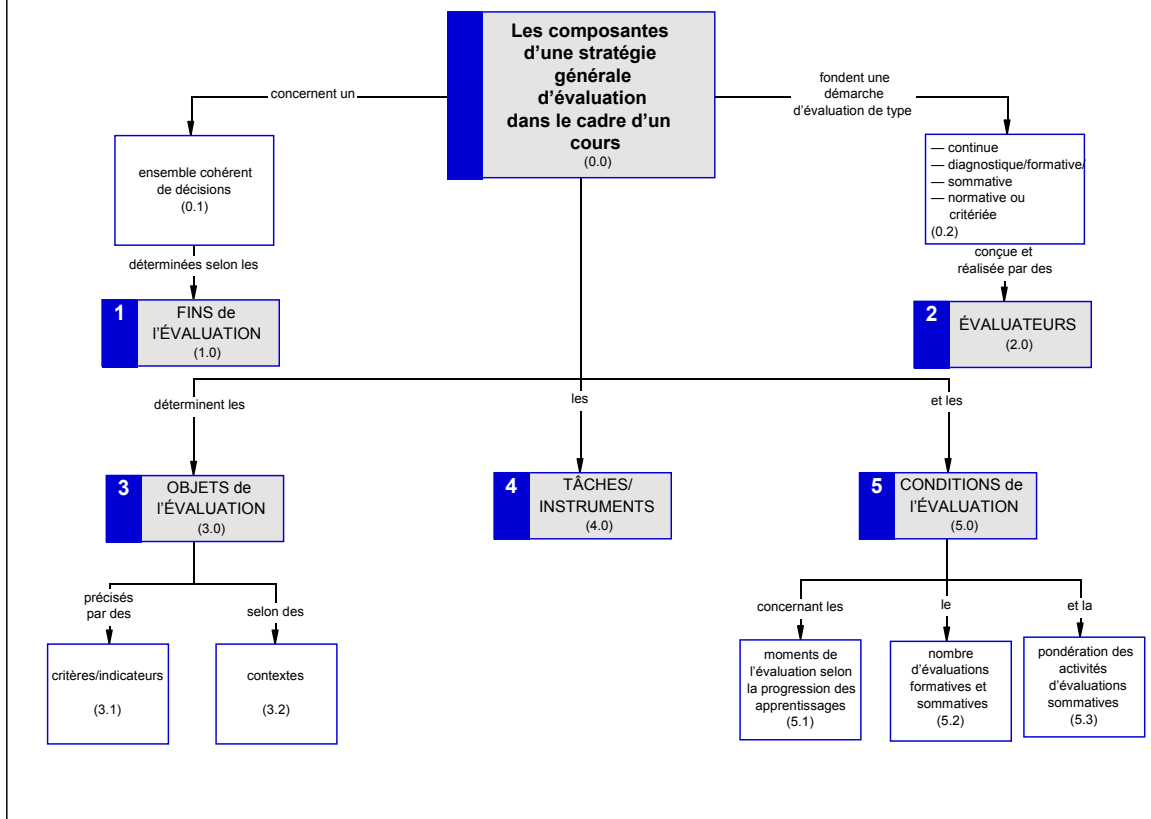 Les composantes
d’une stratégie
générale
d’évaluation
dans le cadre d’un
cours
(0.0)
concernent un
fondent une
démarche
d’évaluation de type
ensemble cohérent
de décisions
(0.1)
— continue
— diagnostique/formative/
— sommative
— normative ou
critériée
(0.2)
déterminées selon les
conçue et
réalisée par des
1
FINS de
l’ÉVALUATION
(1.0)
2
ÉVALUATEURS
(2.0)
déterminent les
les
et les
3
OBJETS de
l’ÉVALUATION
(3.0)
4
TÂCHES/
INSTRUMENTS
(4.0)
5
CONDITIONS de
l’ÉVALUATION
(5.0)
précisés
par des
selon des
concernant les
le
et la
critères/indicateurs
(3.1)
contextes
(3.2)
moments de
l’évaluation selon
la progression des
apprentissages
(5.1)
nombre
d’évaluations
formatives et
sommatives
(5.2)
pondération des
activités
d’évaluations
sommatives
(5.3)